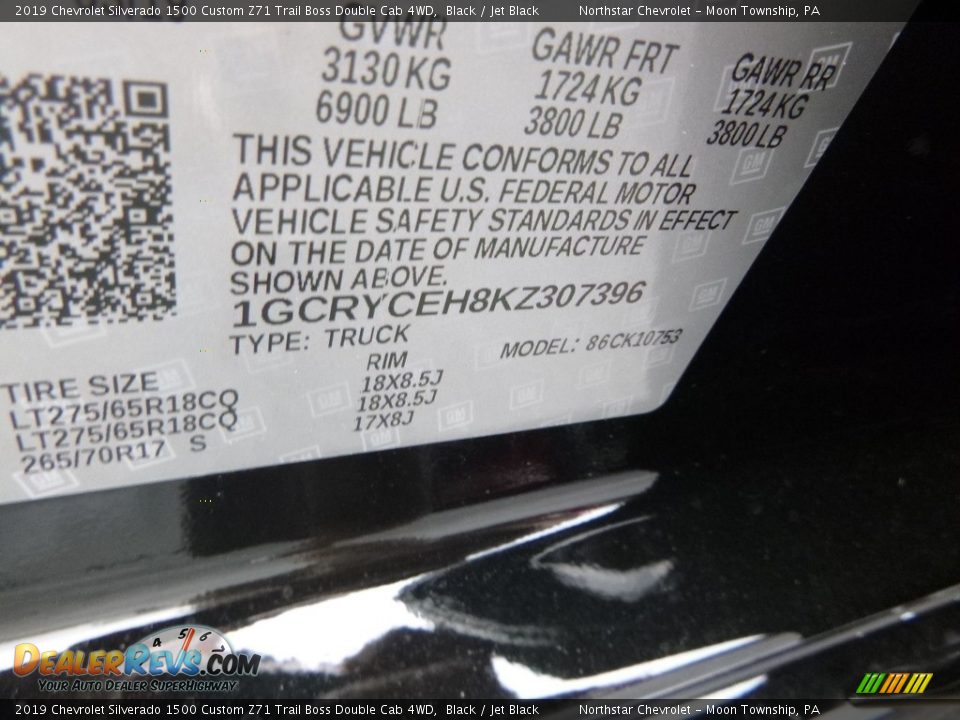 2019 Chevrolet Silverado 1500 Custom Z71 Trail Boss Double Cab 4WD, Black / Jet Black Northstar Chevrolet - Moon Township, PA
GVWR GAWR FRT GAWR RR
3130 KG 1724 KG 1724 KG
6900 LB 3800 LB 3800 LB
THIS VEHICLE CONFORMS TO ALL
APPLICABLE U.S. FEDERAL MOTOR
VEHICLE SAFETY STANDARDS IN EFFECT
ON THE DATE OF MANUFACTURE
SHOWN ABOVE.
1GCRYCEH8KZ307396
TYPE: TRUCK MODEL: 86CK10753
TIRE SIZE RIM
LT275/65R18CQ 18X8.5J
LT275/65R18CQ 18X8.5J
265/70R17 S 17X8J
4 5 6
DEALERREVS.COM
YOUR AUTO DEALER SUPERHIGHWAY
2019 Chevrolet Silverado 1500 Custom Z71 Trail Boss Double Cab 4WD, Black / Jet Black Northstar Chevrolet - Moon Township, PA